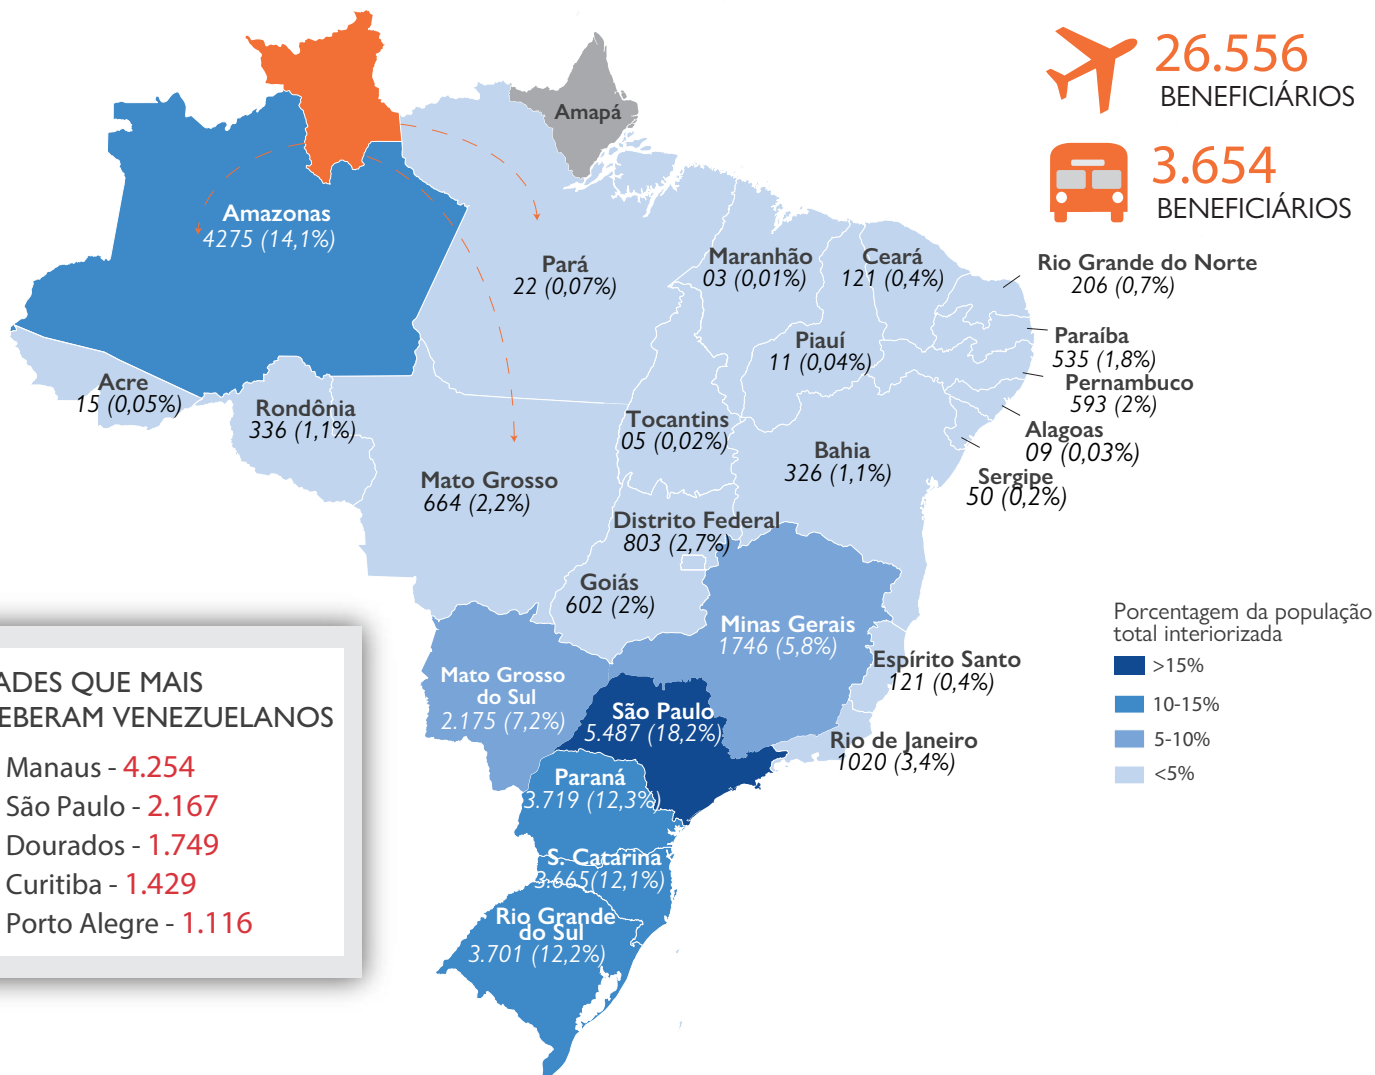 26.556
BENEFICIÁRIOS
3.654
BENEFICIÁRIOS
Amapá
Amazonas
4275 (14,1%)
Pará
22 (0,07%)
Maranhão
03 (0,01%)
Ceará
121 (0,4%)
Rio Grande do Norte
206 (0,7%)
Piauí
11 (0,04%)
Paraíba
535 (1,8%)
Pernambuco
593 (2%)
Acre
15 (0,05%)
Rondônia
336 (1,1%)
Tocantins
05 (0,02%)
Alagoas
09 (0,03%)
Bahia
326 (1,1%)
Sergipe
50 (0,2%)
Mato Grosso
664 (2,2%)
Distrito Federal
803 (2,7%)
Goiás
602 (2%)
Minas Gerais
1746 (5,8%)
Espírito Santo
121 (0,4%)
Mato Grosso
do Sul
2.175 (7,2%)
São Paulo
5.487 (18,2%)
Rio de Janeiro
1020 (3,4%)
Paraná
3.719 (12,3%)
S. Catarina
3.665(12,1%)
Rio Grande
do Sul
3.701 (12,2%)
Porcentagem da população
total interiorizada
>15%
10-15%
5-10%
<5%
ADES QUE MAIS
EBERAM VENEZUELANOS
Manaus - 4.254
São Paulo - 2.167
Dourados - 1.749
Curitiba - 1.429
Porto Alegre - 1.116